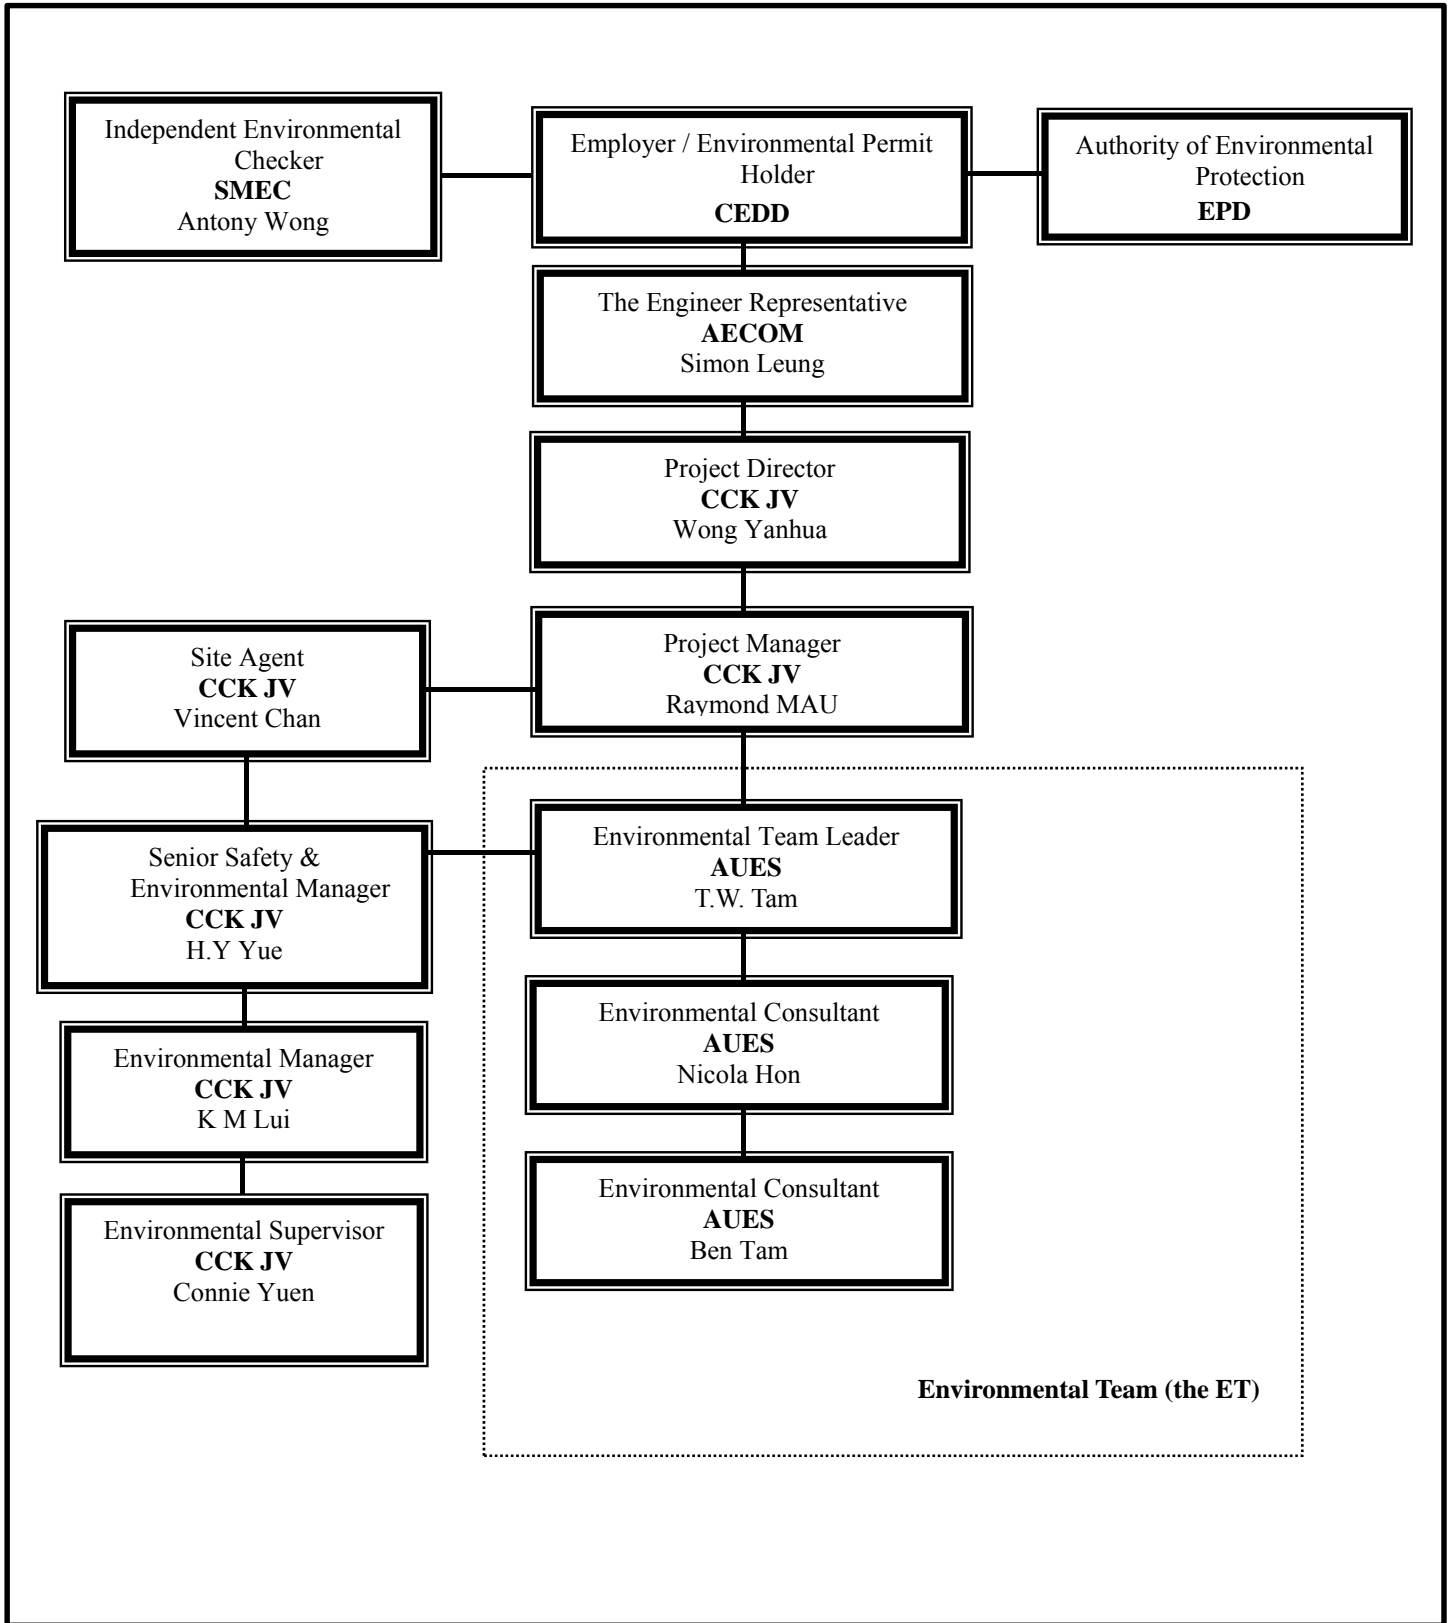 Independent Environmental
Checker
SMEC
Antony Wong
Employer / Environmental Permit
Holder
CEDD
Authority of Environmental
Protection
EPD
The Engineer Representative
AECOM
Simon Leung
Project Director
CCK JV
Wong Yanhua
Site Agent
CCK JV
Vincent Chan
Project Manager
CCK JV
Raymond MAU
Senior Safety &
Environmental Manager
CCK JV
H.Y Yue
Environmental Team Leader
AUES
T.W. Tam
Environmental Manager
CCK JV
K M Lui
Environmental Consultant
AUES
Nicola Hon
Environmental Supervisor
CCK JV
Connie Yuen
Environmental Consultant
AUES
Ben Tam
Environmental Team (the ET)